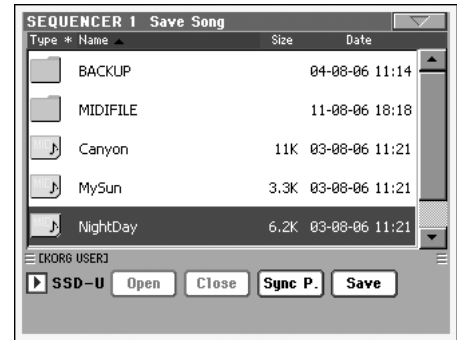 SEQUENCER 1 Save Song
Type * Name Size Date
BACKUP 04-08-06 11:14
MIDIFILE 11-08-06 18:18
Canyon 11K 03-08-06 11:21
MySun 3.3K 03-08-06 11:21
NightDay 6.2K 03-08-06 11:21
[KORG USER]
SSD-U Open Close Sync P. Save